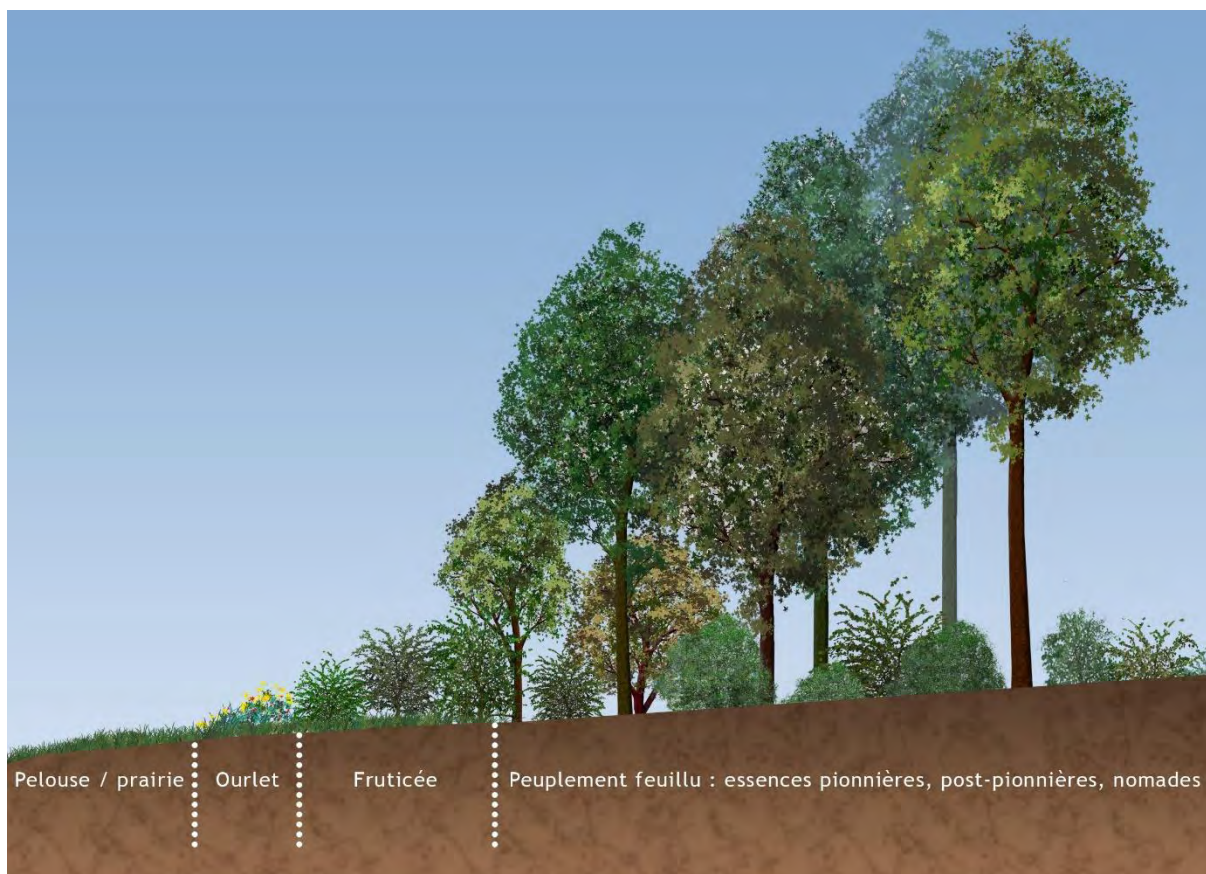 Pelouse / prairie
Ourlet
Fruticée
Peuplement feuillu : essences pionnières, post-pionnières, nomades